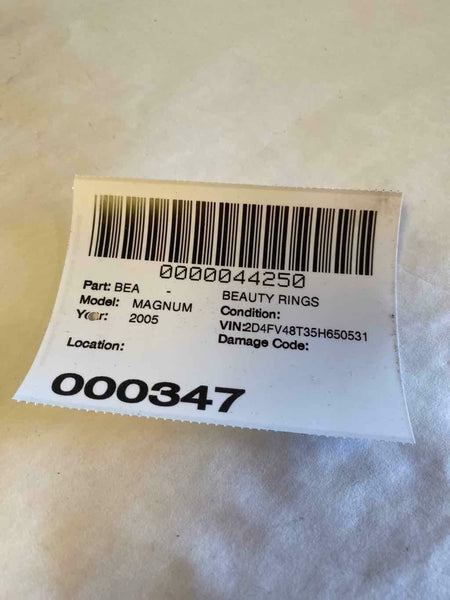 0000044250
Part: BEA - BEAUTY RINGS
Model: MAGNUM Condition:
Year: 2005 VIN:2D4FV48T35H650531
Location: Damage Code:
000347